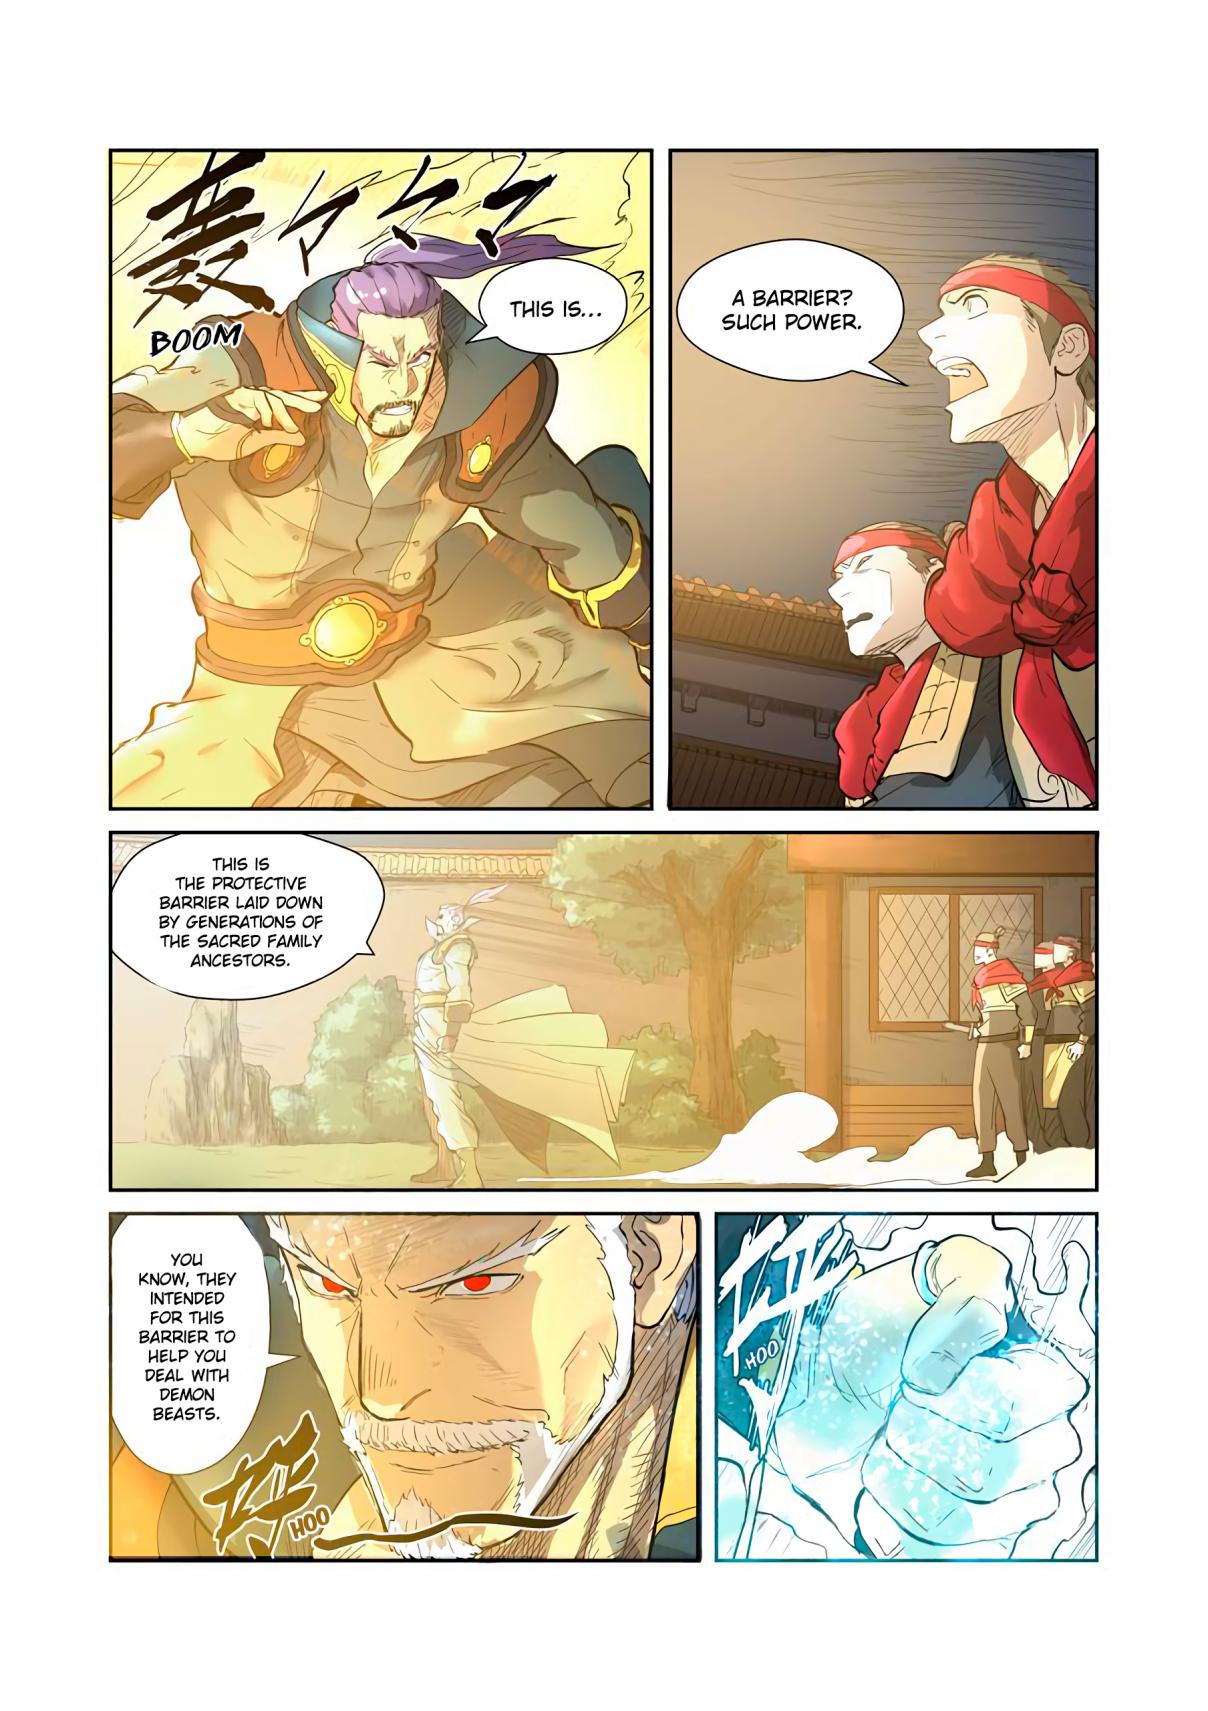 轰
BOOM
THIS IS...
A BARRIER?
SUCH POWER.
THIS IS
THE PROTECTIVE
BARRIER LAID DOWN
BY GENERATIONS OF
THE SACRED FAMILY
ANCESTORS.
YOU
KNOW, THEY
INTENDED
FOR THIS
BARRIER TO
HELP YOU
DEAL WITH
DEMON
BEASTS.
HOO
HOO